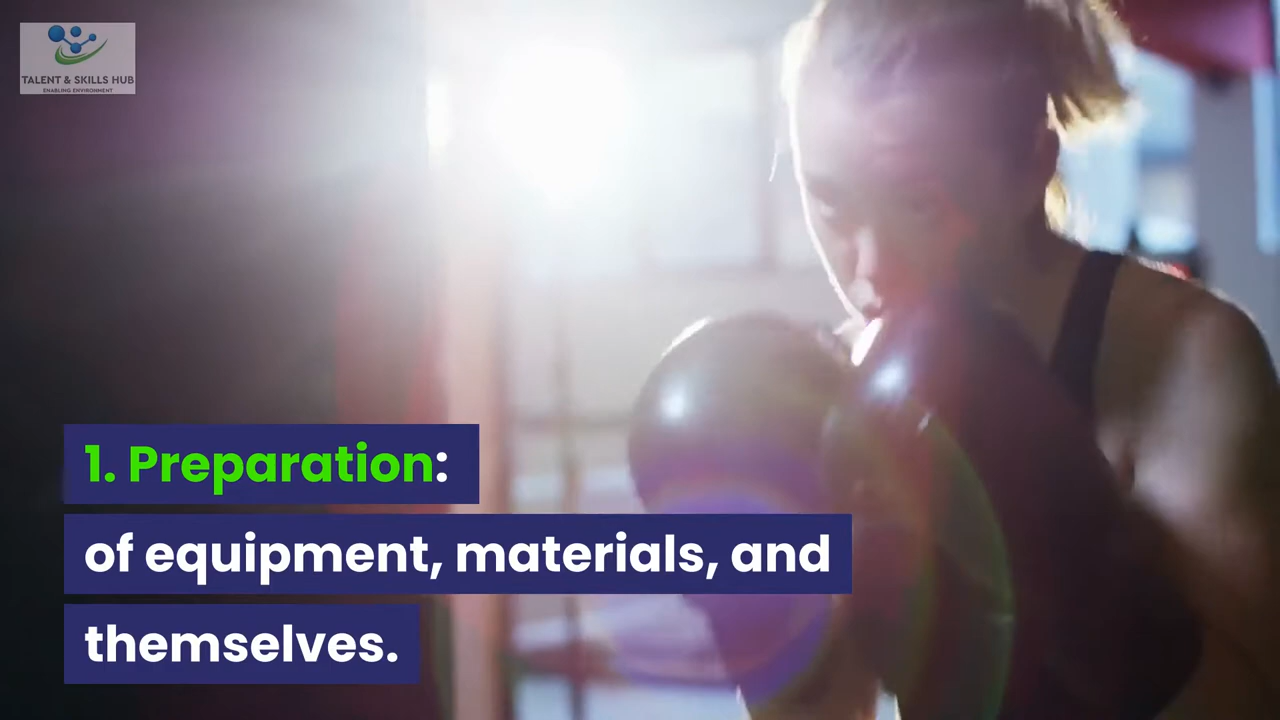 TALENT & SKILLS HUB
ENABLING ENVIRONMENT
1. Preparation:
of equipment, materials, and
themselves.